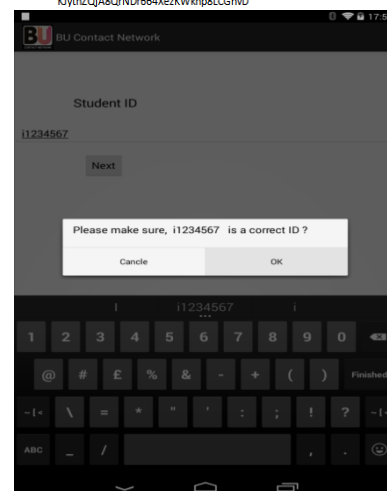 BU BU Contact Network
Student ID
i1234567
Next
Please make sure, i1234567 is a correct ID ?
Cancle OK
I i1234567 i
1 2 3 4 5 6 7 8 9 0
@ # £ % & - + ( ) Finished
~[< \ = * " ' : ; ! ? ~[<
ABC _ / , .